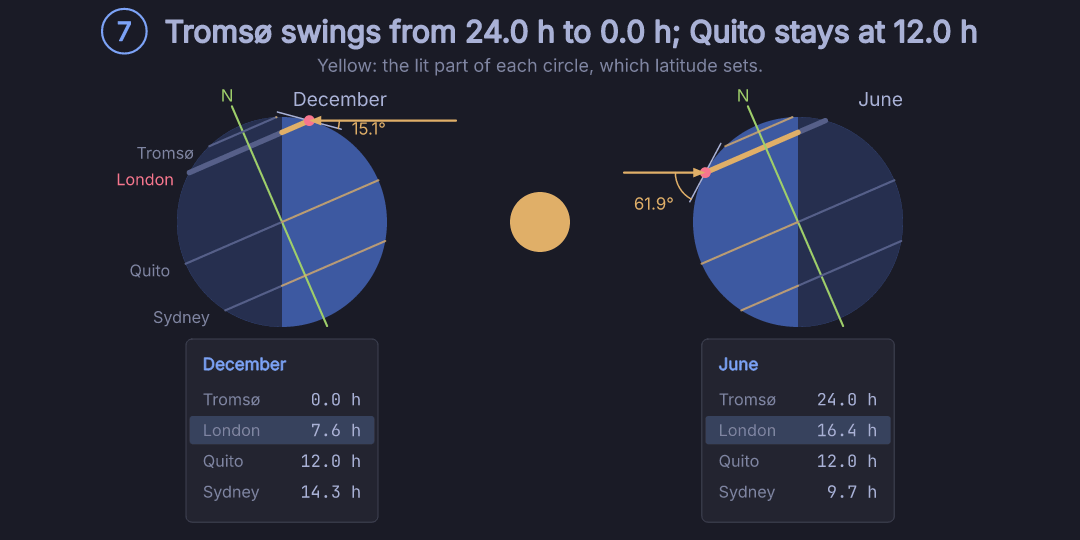 7 Tromsø swings from 24.0 h to 0.0 h; Quito stays at 12.0 h
Yellow: the lit part of each circle, which latitude sets.
N December
15.1°
Tromsø
London
Quito
Sydney
N June
61.9°
December
Tromsø 0.0 h
London 7.6 h
Quito 12.0 h
Sydney 14.3 h
June
Tromsø 24.0 h
London 16.4 h
Quito 12.0 h
Sydney 9.7 h